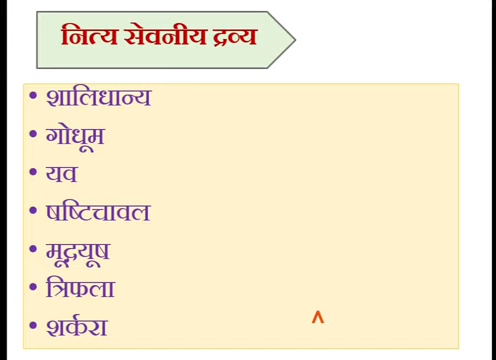 नित्य सेवनीय द्रव्य
• शालिधान्य
• गोधूम
• यव
• षष्टिचावल
• मूद्गयूष
• त्रिफला
• शर्करा
^